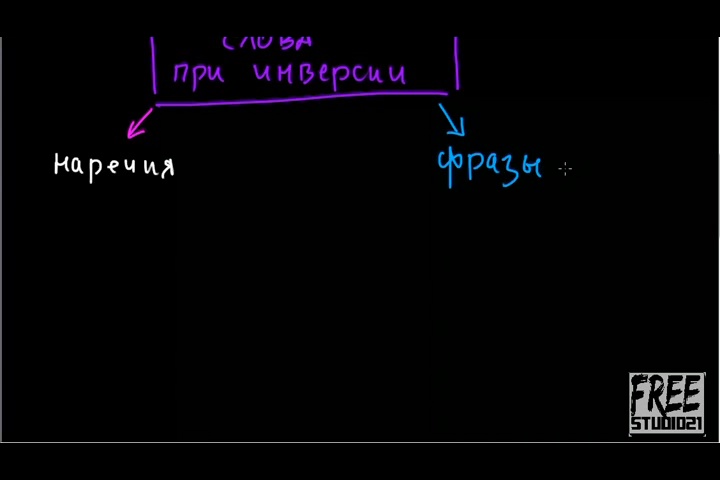 слова
при инверсии
наречия
фразы
FREE
STUDIO21